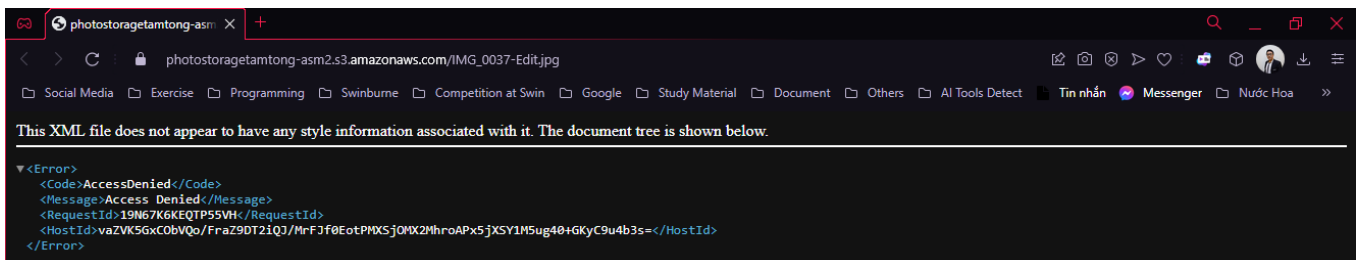 photostoragetamtong-asm
photostoragetamtong-asm2.s3.amazonaws.com/IMG_0037-Edit.jpg
Social Media Exercise Programming Swinburne Competition at Swin Google Study Material Document Others AI Tools Detect Tin nhắn Messenger Nước Hoa »
This XML file does not appear to have any style information associated with it. The document tree is shown below.
▼<Error>
<Code>AccessDenied</Code>
<Message>Access Denied</Message>
<RequestId>19N67K6KEQTP55VH</RequestId>
<HostId>vaZVK5GxCObVQo/FraZ9DT2iQJ/MrFJf0EotPMXSjOMX2MhroAPx5jXSY1M5ug40+GKyC9u4b3s=</HostId>
</Error>